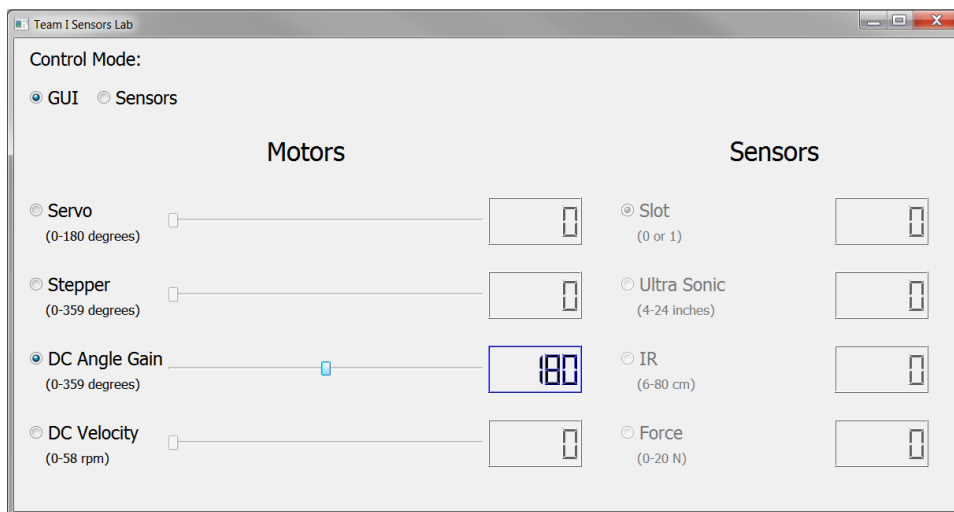 Team I Sensors Lab
Control Mode:
GUI Sensors
Motors Sensors
Servo 0 Slot 0
(0-180 degrees) (0 or 1)
Stepper 0 Ultra Sonic 0
(0-359 degrees) (4-24 inches)
DC Angle Gain 180 IR 0
(0-359 degrees) (6-80 cm)
DC Velocity 0 Force 0
(0-58 rpm) (0-20 N)